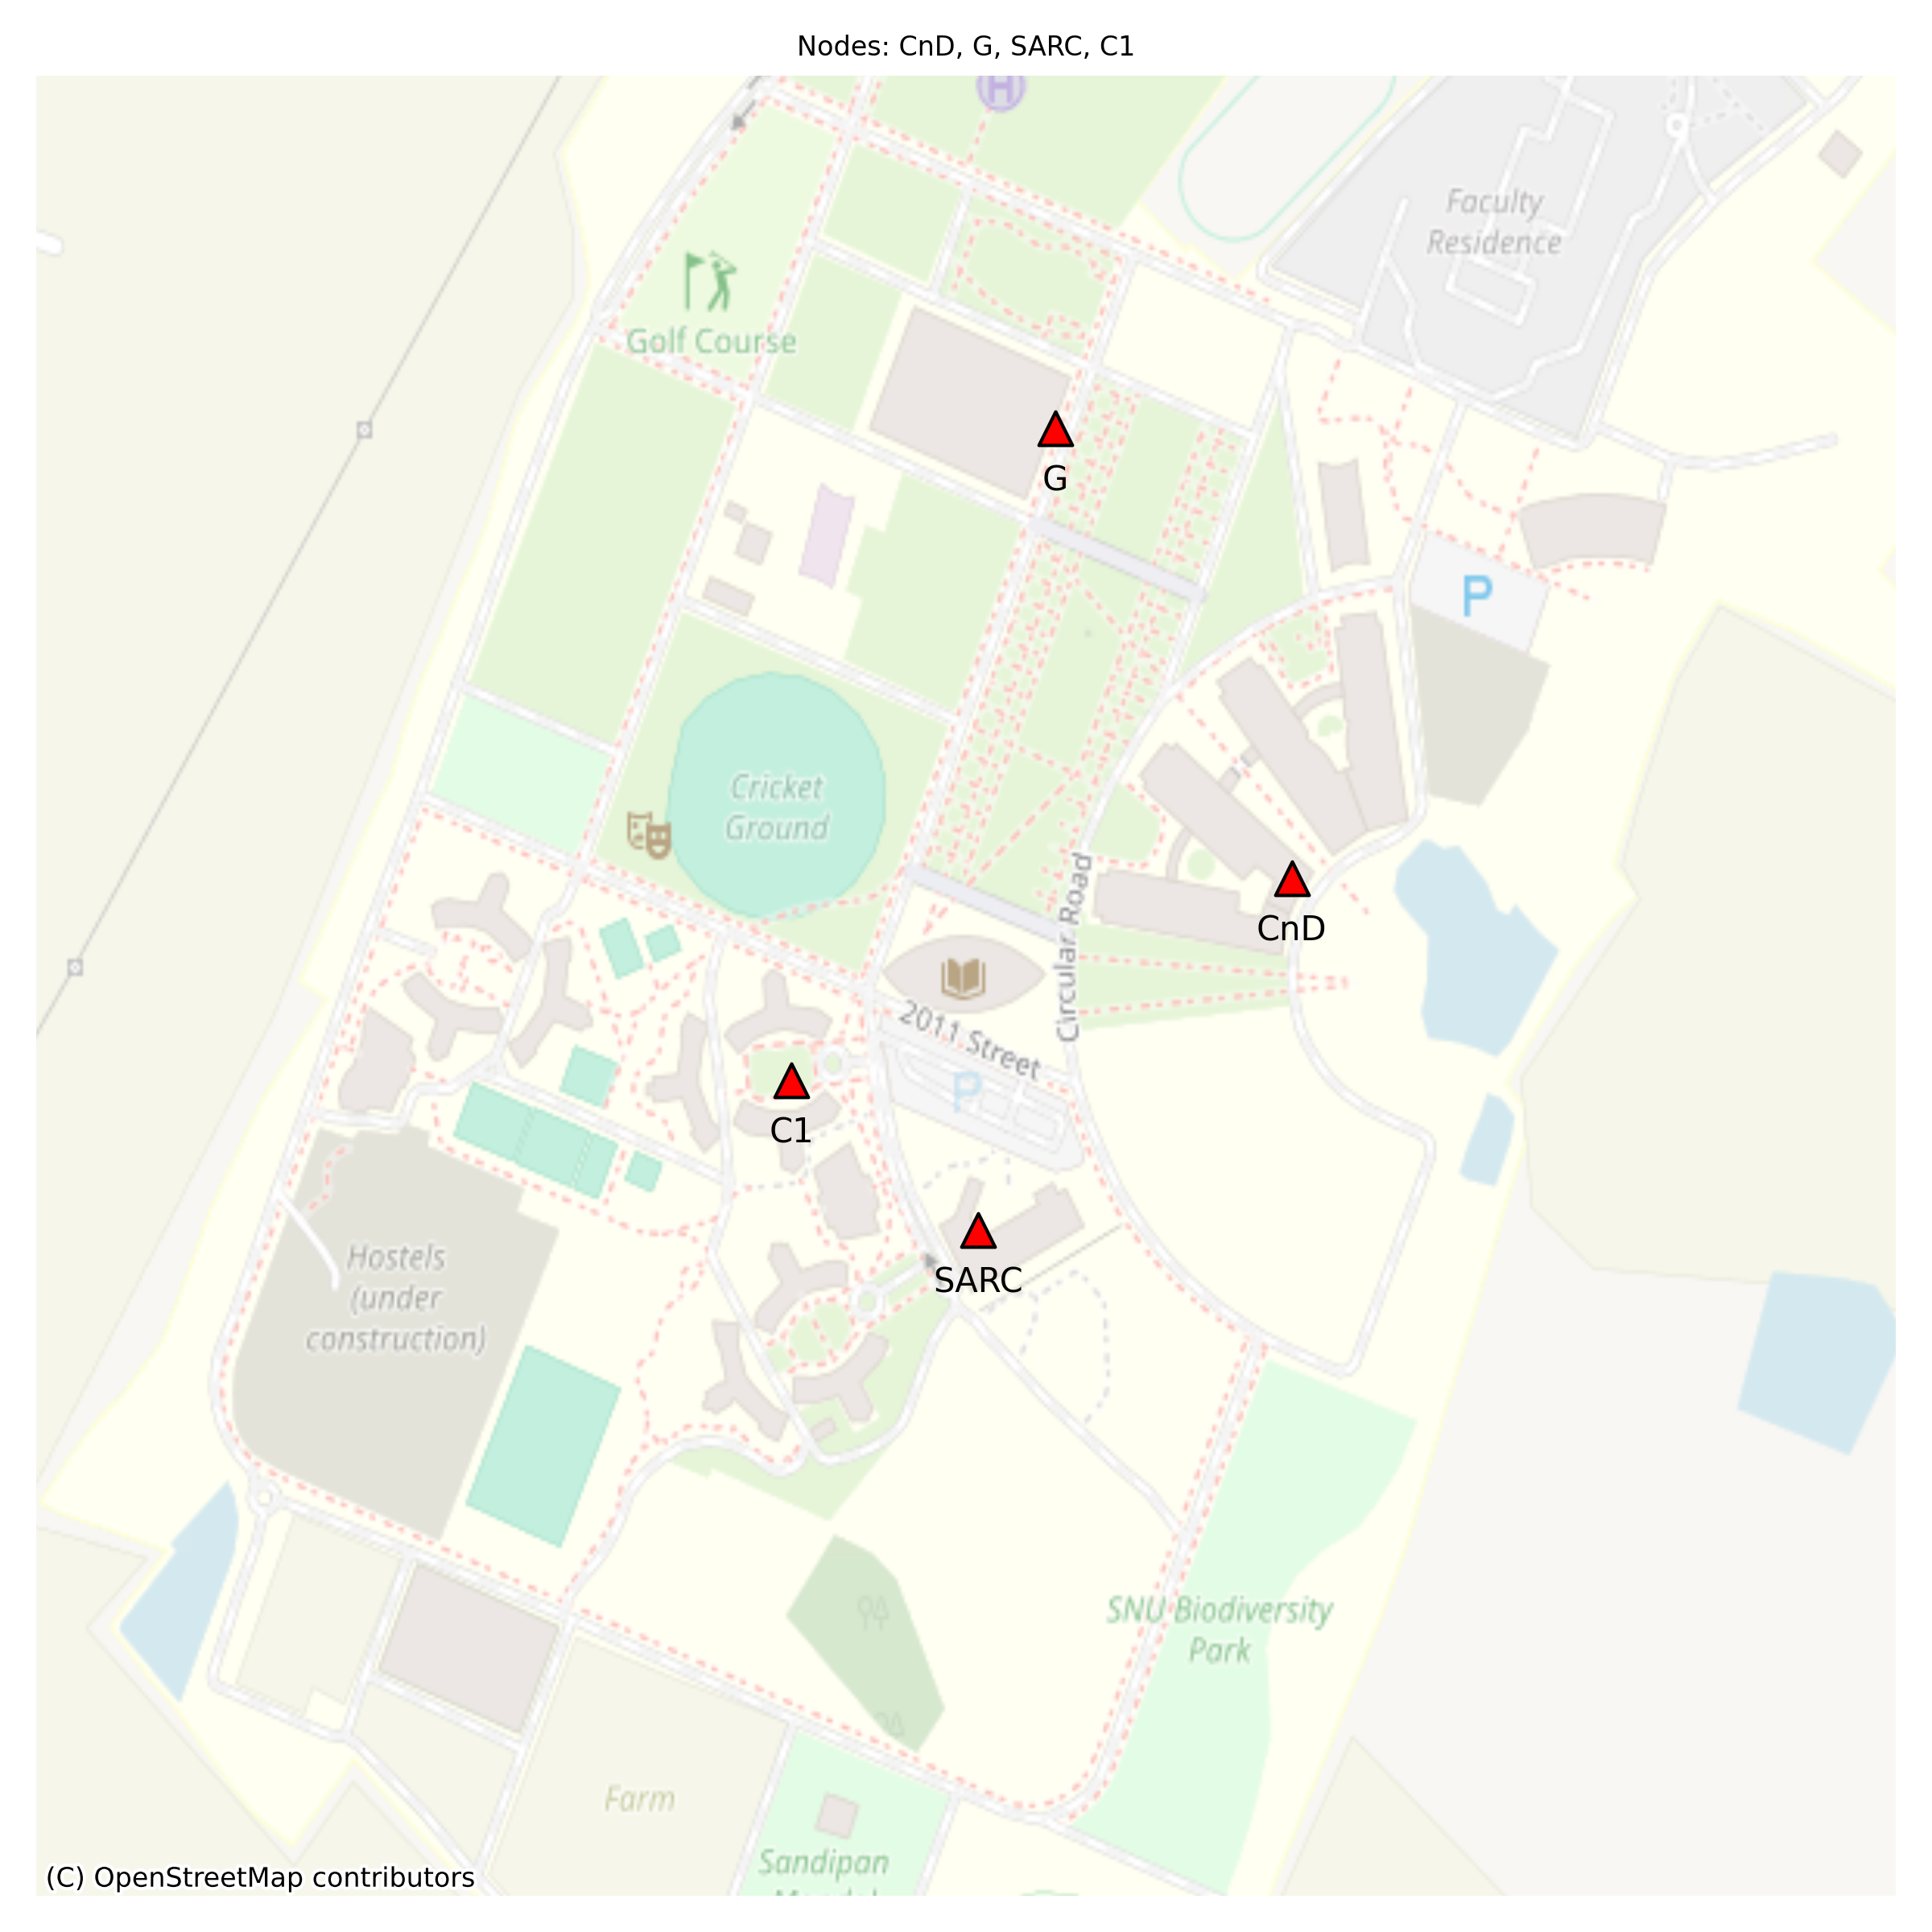 Nodes: CnD, G, SARC, C1
H
Faculty
Residence
Golf Course
G
P
Cricket
Ground
CnD
Circular Road
2011 Street
P
C1
SARC
Hostels
(under
construction)
SNU Biodiversity
Park
Farm
Sandipan
(C) OpenStreetMap contributors